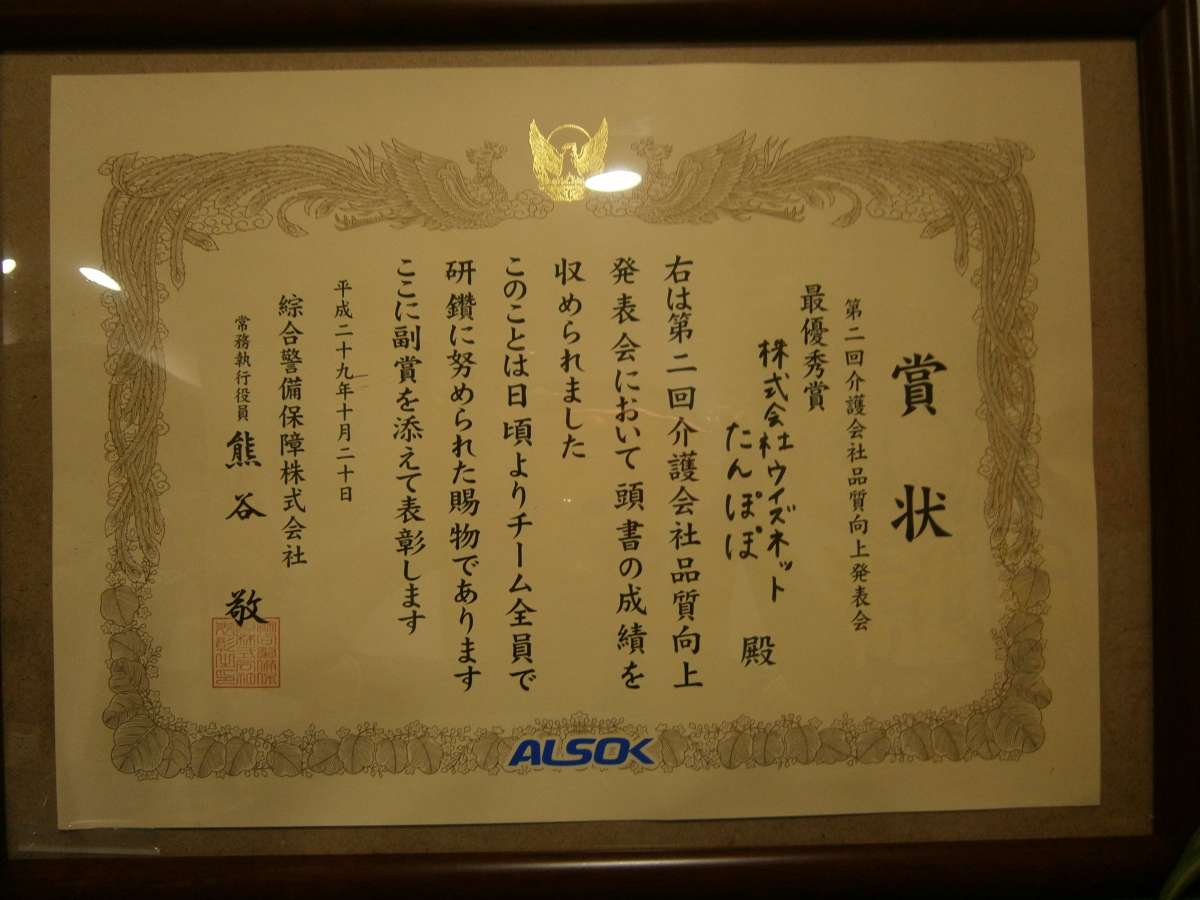 賞状
第二回介護会社品質向上発表会
最優秀賞
株式会社ウイズネット
たんぽぽ 殿
右は第二回介護会社品質向上
発表会において頭書の成績を
収められました
このことは日頃よりチーム全員で
研鑽に努められた賜物であります
ここに副賞を添えて表彰します
平成二十九年十月二十日
綜合警備保障株式会社
常務執行役員 熊谷 敬
ALSOK